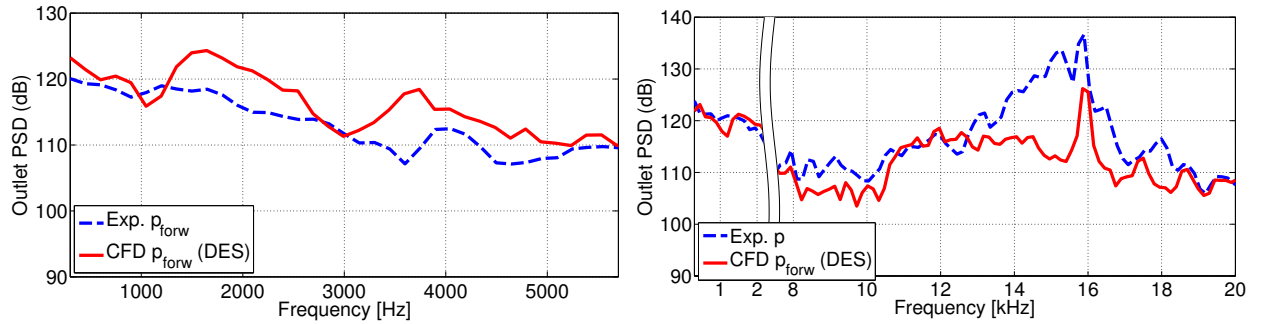 130
120
110
100
90
Outlet PSD (dB)
1000 2000 3000 4000 5000
Frequency [Hz]
Exp. p_forw
CFD p_forw (DES)
140
130
120
110
100
90
Outlet PSD (dB)
1 2 8 10 12 14 16 18 20
Frequency [kHz]
Exp. p
CFD p_forw (DES)